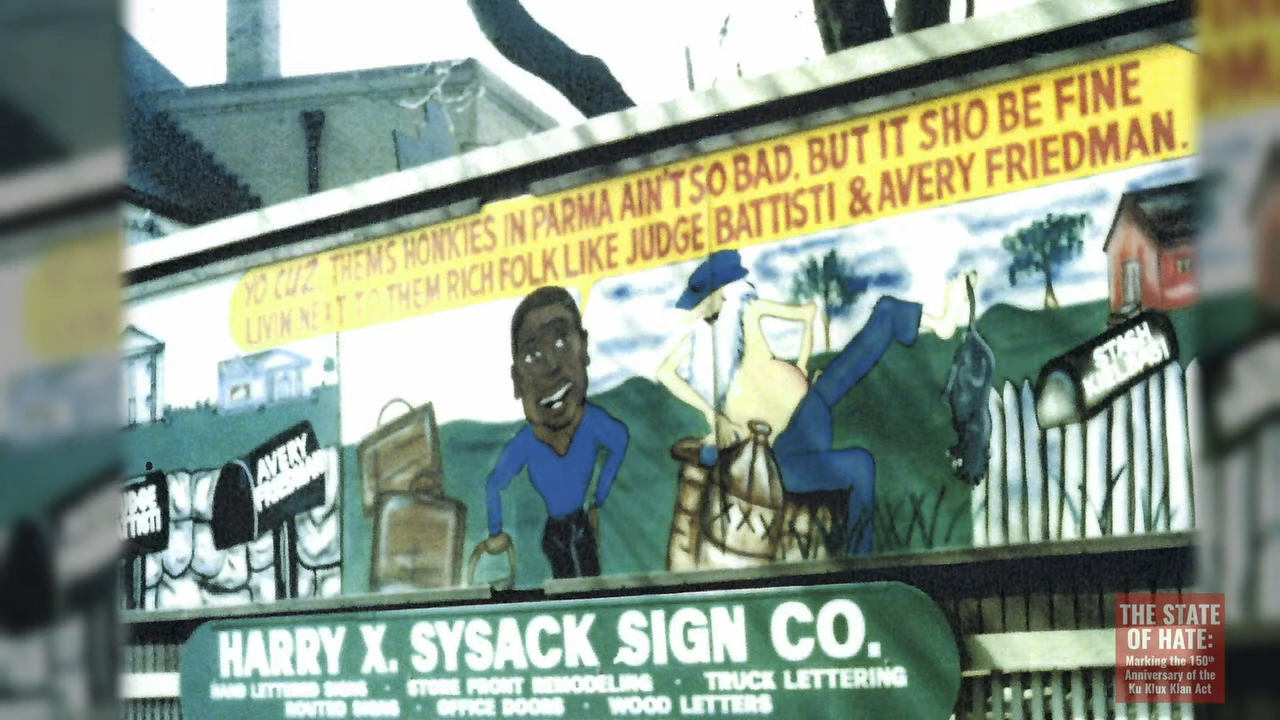 YO CUZ, THEM'S HONKIES IN PARMA AIN'T SO BAD. BUT IT SHO BE FINE
LIVIN NEXT TO THEM RICH FOLK LIKE JUDGE BATTISTI & AVERY FRIEDMAN.
AVERY
FRIEDMAN
STASH
HARRY X. SYSACK SIGN CO.
HAND LETTERED SIGNS · STORE FRONT REMODELING · TRUCK LETTERING
ROUTED SIGNS · OFFICE DOORS · WOOD LETTERS
THE STATE
OF HATE:
Marking the 150th
Anniversary of the
Ku Klux Klan Act